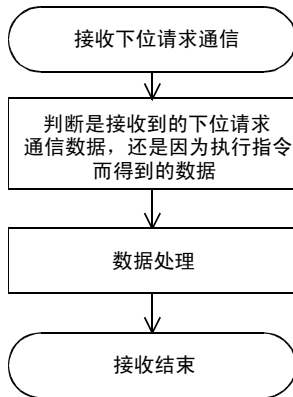 接收下位请求通信
判断是接收到的下位请求
通信数据，还是因为执行指令
而得到的数据
数据处理
接收结束